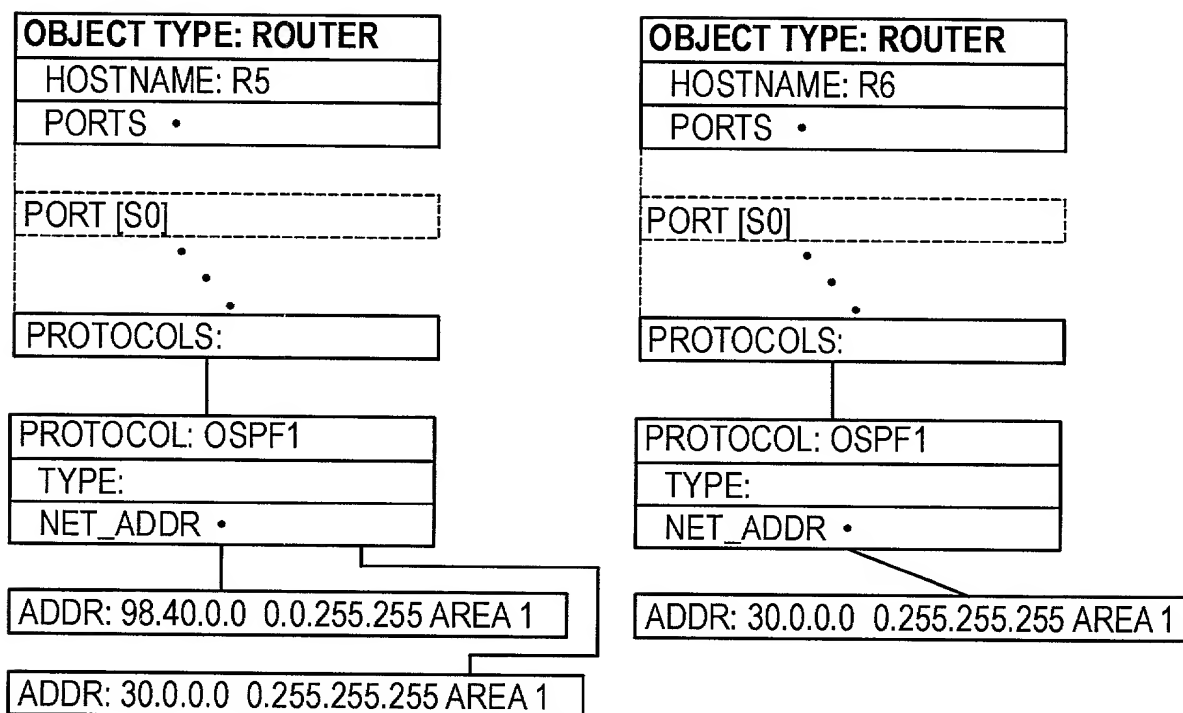 OBJECT TYPE: ROUTER
HOSTNAME: R5
PORTS •
PORT [S0]
PROTOCOLS:
PROTOCOL: OSPF1
TYPE:
NET_ADDR •
ADDR: 98.40.0.0 0.0.255.255 AREA 1
ADDR: 30.0.0.0 0.255.255.255 AREA 1
OBJECT TYPE: ROUTER
HOSTNAME: R6
PORTS •
PORT [S0]
PROTOCOLS:
PROTOCOL: OSPF1
TYPE:
NET_ADDR •
ADDR: 30.0.0.0 0.255.255.255 AREA 1